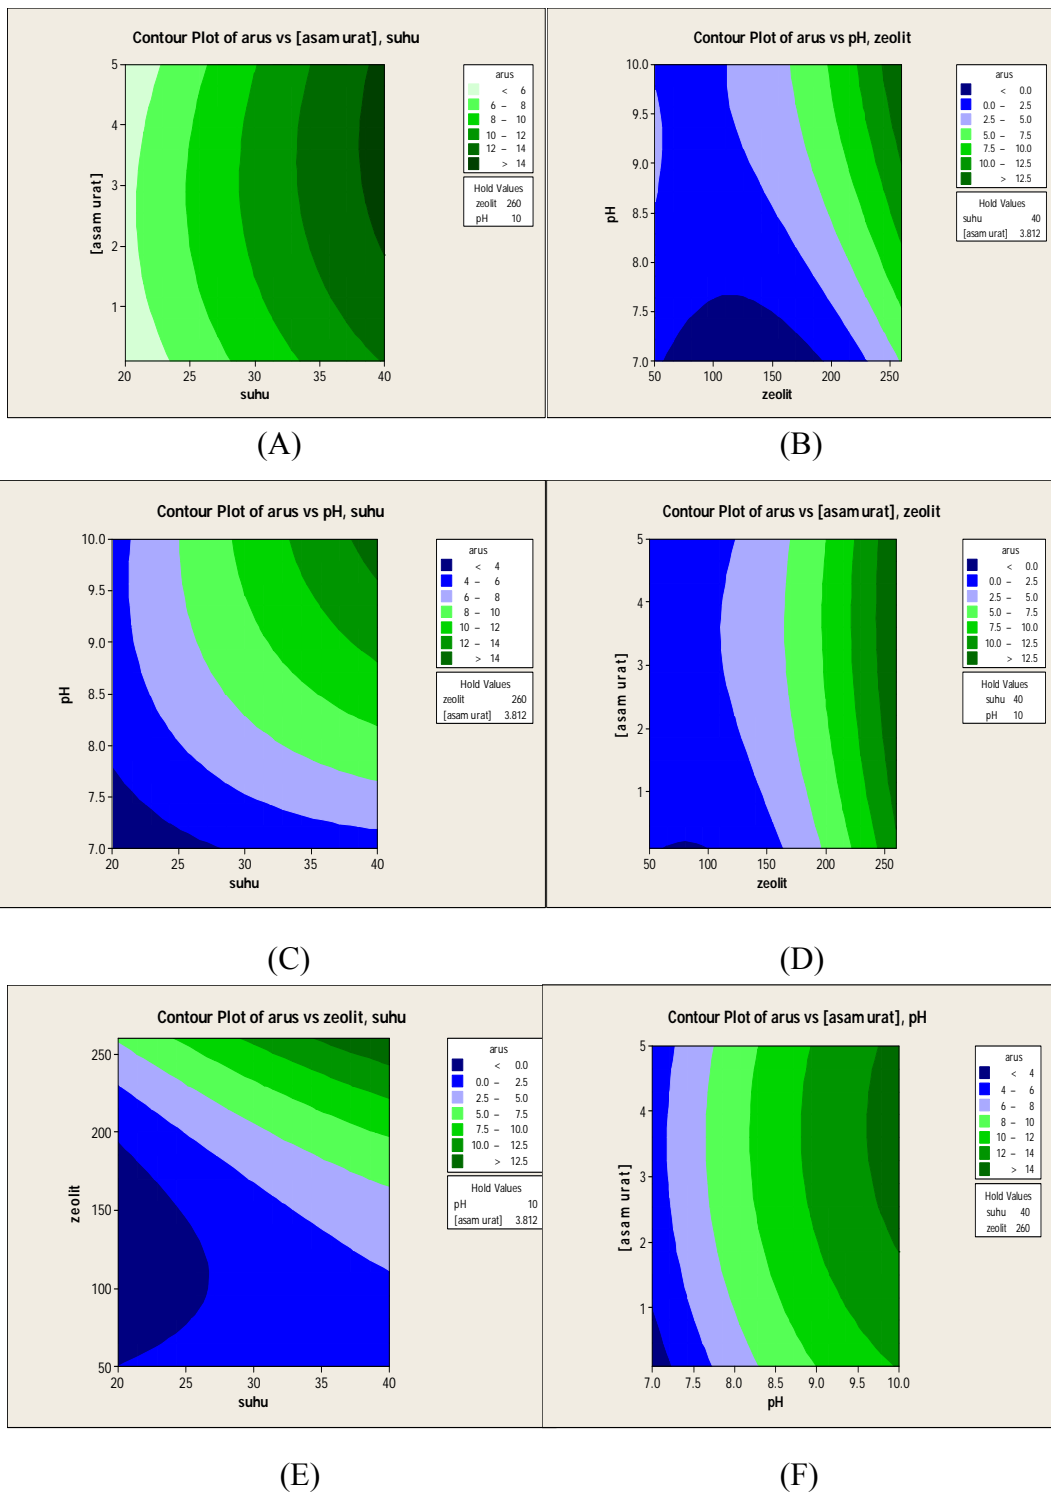 Contour Plot of arus vs [asam urat], suhu
5
4
3
2
1
[asam urat]
20 25 30 35 40
suhu
arus
< 6
6 – 8
8 – 10
10 – 12
12 – 14
> 14
Hold Values
zeolit 260
pH 10
(A)
Contour Plot of arus vs pH, zeolit
10.0
9.5
9.0
8.5
8.0
7.5
7.0
pH
50 100 150 200 250
zeolit
arus
< 0.0
0.0 – 2.5
2.5 – 5.0
5.0 – 7.5
7.5 – 10.0
10.0 – 12.5
> 12.5
Hold Values
suhu 40
[asam urat] 3.812
(B)
Contour Plot of arus vs pH, suhu
10.0
9.5
9.0
8.5
8.0
7.5
7.0
pH
20 25 30 35 40
suhu
arus
< 4
4 – 6
6 – 8
8 – 10
10 – 12
12 – 14
> 14
Hold Values
zeolit 260
[asam urat] 3.812
(C)
Contour Plot of arus vs [asam urat], zeolit
5
4
3
2
1
[asam urat]
50 100 150 200 250
zeolit
arus
< 0.0
0.0 – 2.5
2.5 – 5.0
5.0 – 7.5
7.5 – 10.0
10.0 – 12.5
> 12.5
Hold Values
suhu 40
pH 10
(D)
Contour Plot of arus vs zeolit, suhu
250
200
150
100
50
zeolit
20 25 30 35 40
suhu
arus
< 0.0
0.0 – 2.5
2.5 – 5.0
5.0 – 7.5
7.5 – 10.0
10.0 – 12.5
> 12.5
Hold Values
pH 10
[asam urat] 3.812
(E)
Contour Plot of arus vs [asam urat], pH
5
4
3
2
1
[asam urat]
7.0 7.5 8.0 8.5 9.0 9.5 10.0
pH
arus
< 4
4 – 6
6 – 8
8 – 10
10 – 12
12 – 14
> 14
Hold Values
suhu 40
zeolit 260
(F)